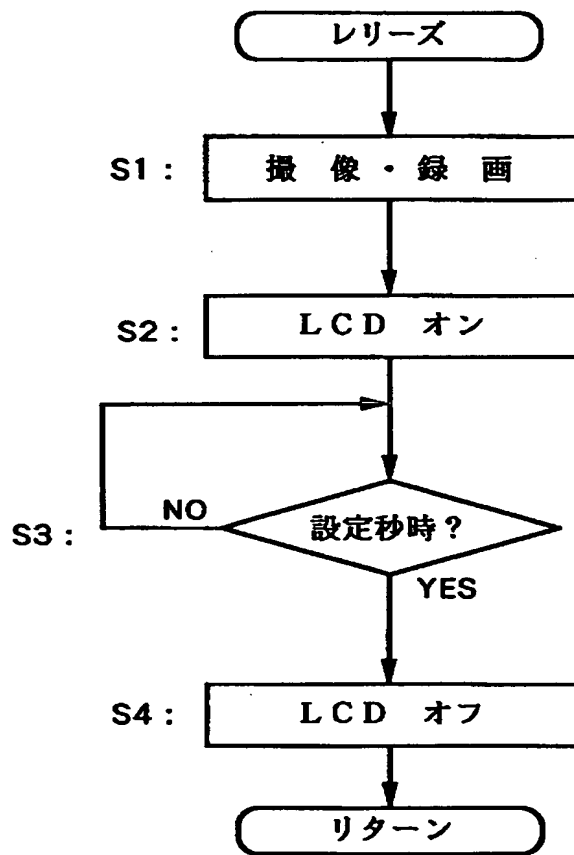 レリーズ
S1 : 撮 像 ・ 録 画
S2 : LCD オン
NO
S3 : 設定秒時?
YES
S4 : LCD オフ
リターン